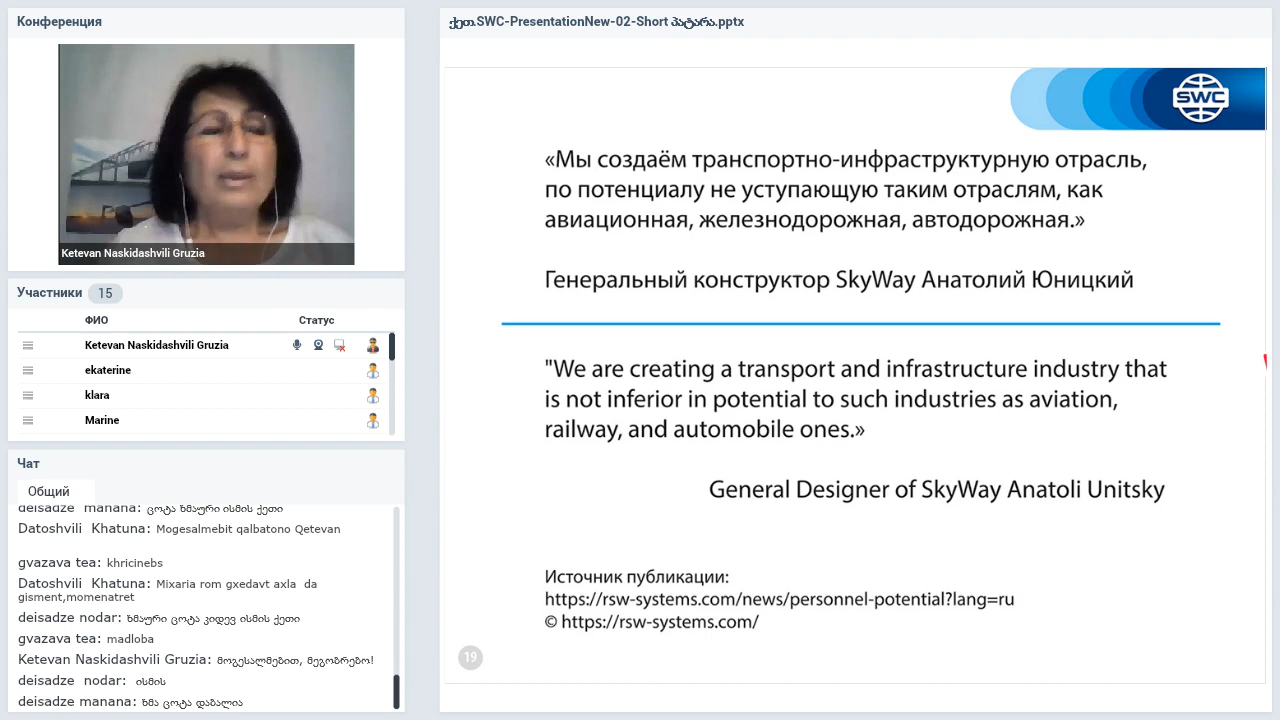 Конференция
Ketevan Naskidashvili Gruzia
Участники 15
ФИО Статус
Ketevan Naskidashvili Gruzia
ekaterine
klara
Marine
Чат
Общий
deisadze manana: ცოტა ხმაური ისმის ქეთი
Datoshvili Khatuna: Mogesalmebit qalbatono Qetevan
gvazava tea: khricinebs
Datoshvili Khatuna: Mixaria rom gxedavt axla da
gisment,momenatret
deisadze nodar: ხმაური ცოტა კიდევ ისმის ქეთი
gvazava tea: madloba
Ketevan Naskidashvili Gruzia: მოგესალმებით, მეგობრებო!
deisadze nodar: ისმის
deisadze manana: ხმა ცოტა დაბალია
ქეთ.SWC-PresentationNew-02-Short პატარა.pptx
SWC
«Мы создаём транспортно-инфраструктурную отрасль,
по потенциалу не уступающую таким отраслям, как
авиационная, железнодорожная, автодорожная.»
Генеральный конструктор SkyWay Анатолий Юницкий
"We are creating a transport and infrastructure industry that
is not inferior in potential to such industries as aviation,
railway, and automobile ones.»
General Designer of SkyWay Anatoli Unitsky
Источник публикации:
https://rsw-systems.com/news/personnel-potential?lang=ru
© https://rsw-systems.com/
19